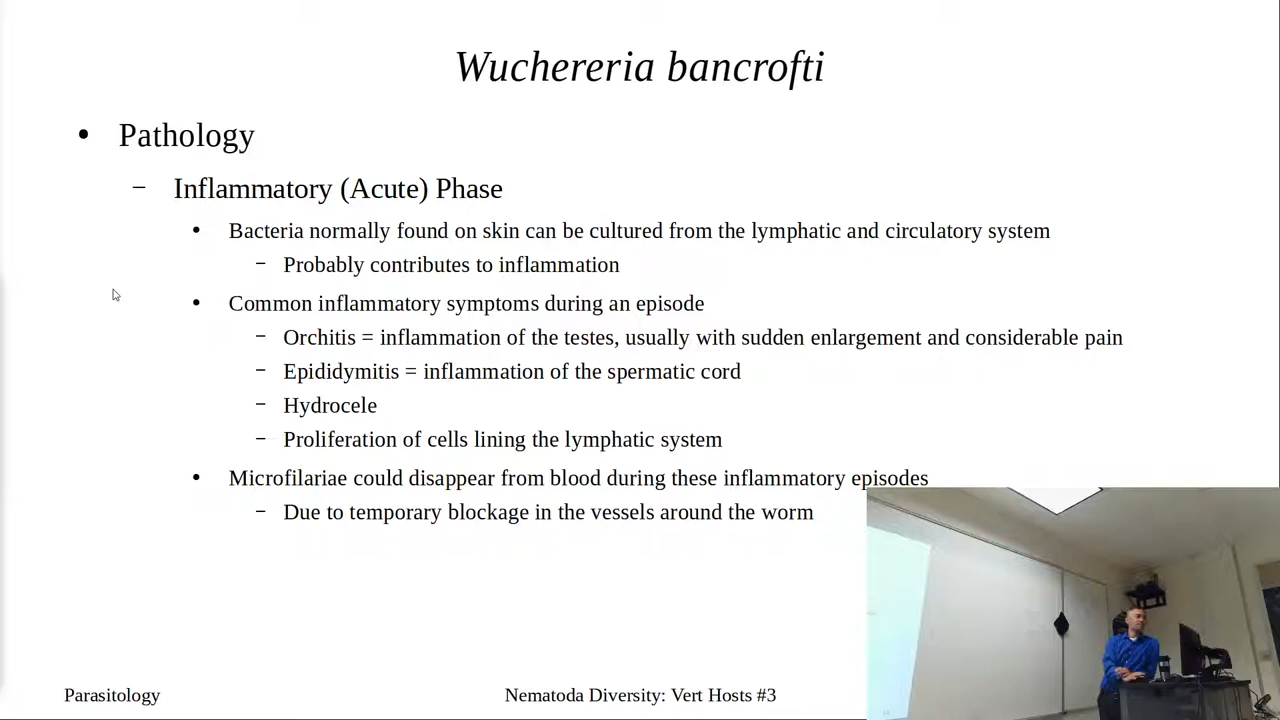 Wuchereria bancrofti
• Pathology
– Inflammatory (Acute) Phase
• Bacteria normally found on skin can be cultured from the lymphatic and circulatory system
– Probably contributes to inflammation
• Common inflammatory symptoms during an episode
– Orchitis = inflammation of the testes, usually with sudden enlargement and considerable pain
– Epididymitis = inflammation of the spermatic cord
– Hydrocele
– Proliferation of cells lining the lymphatic system
• Microfilariae could disappear from blood during these inflammatory episodes
– Due to temporary blockage in the vessels around the worm
Parasitology
Nematoda Diversity: Vert Hosts #3